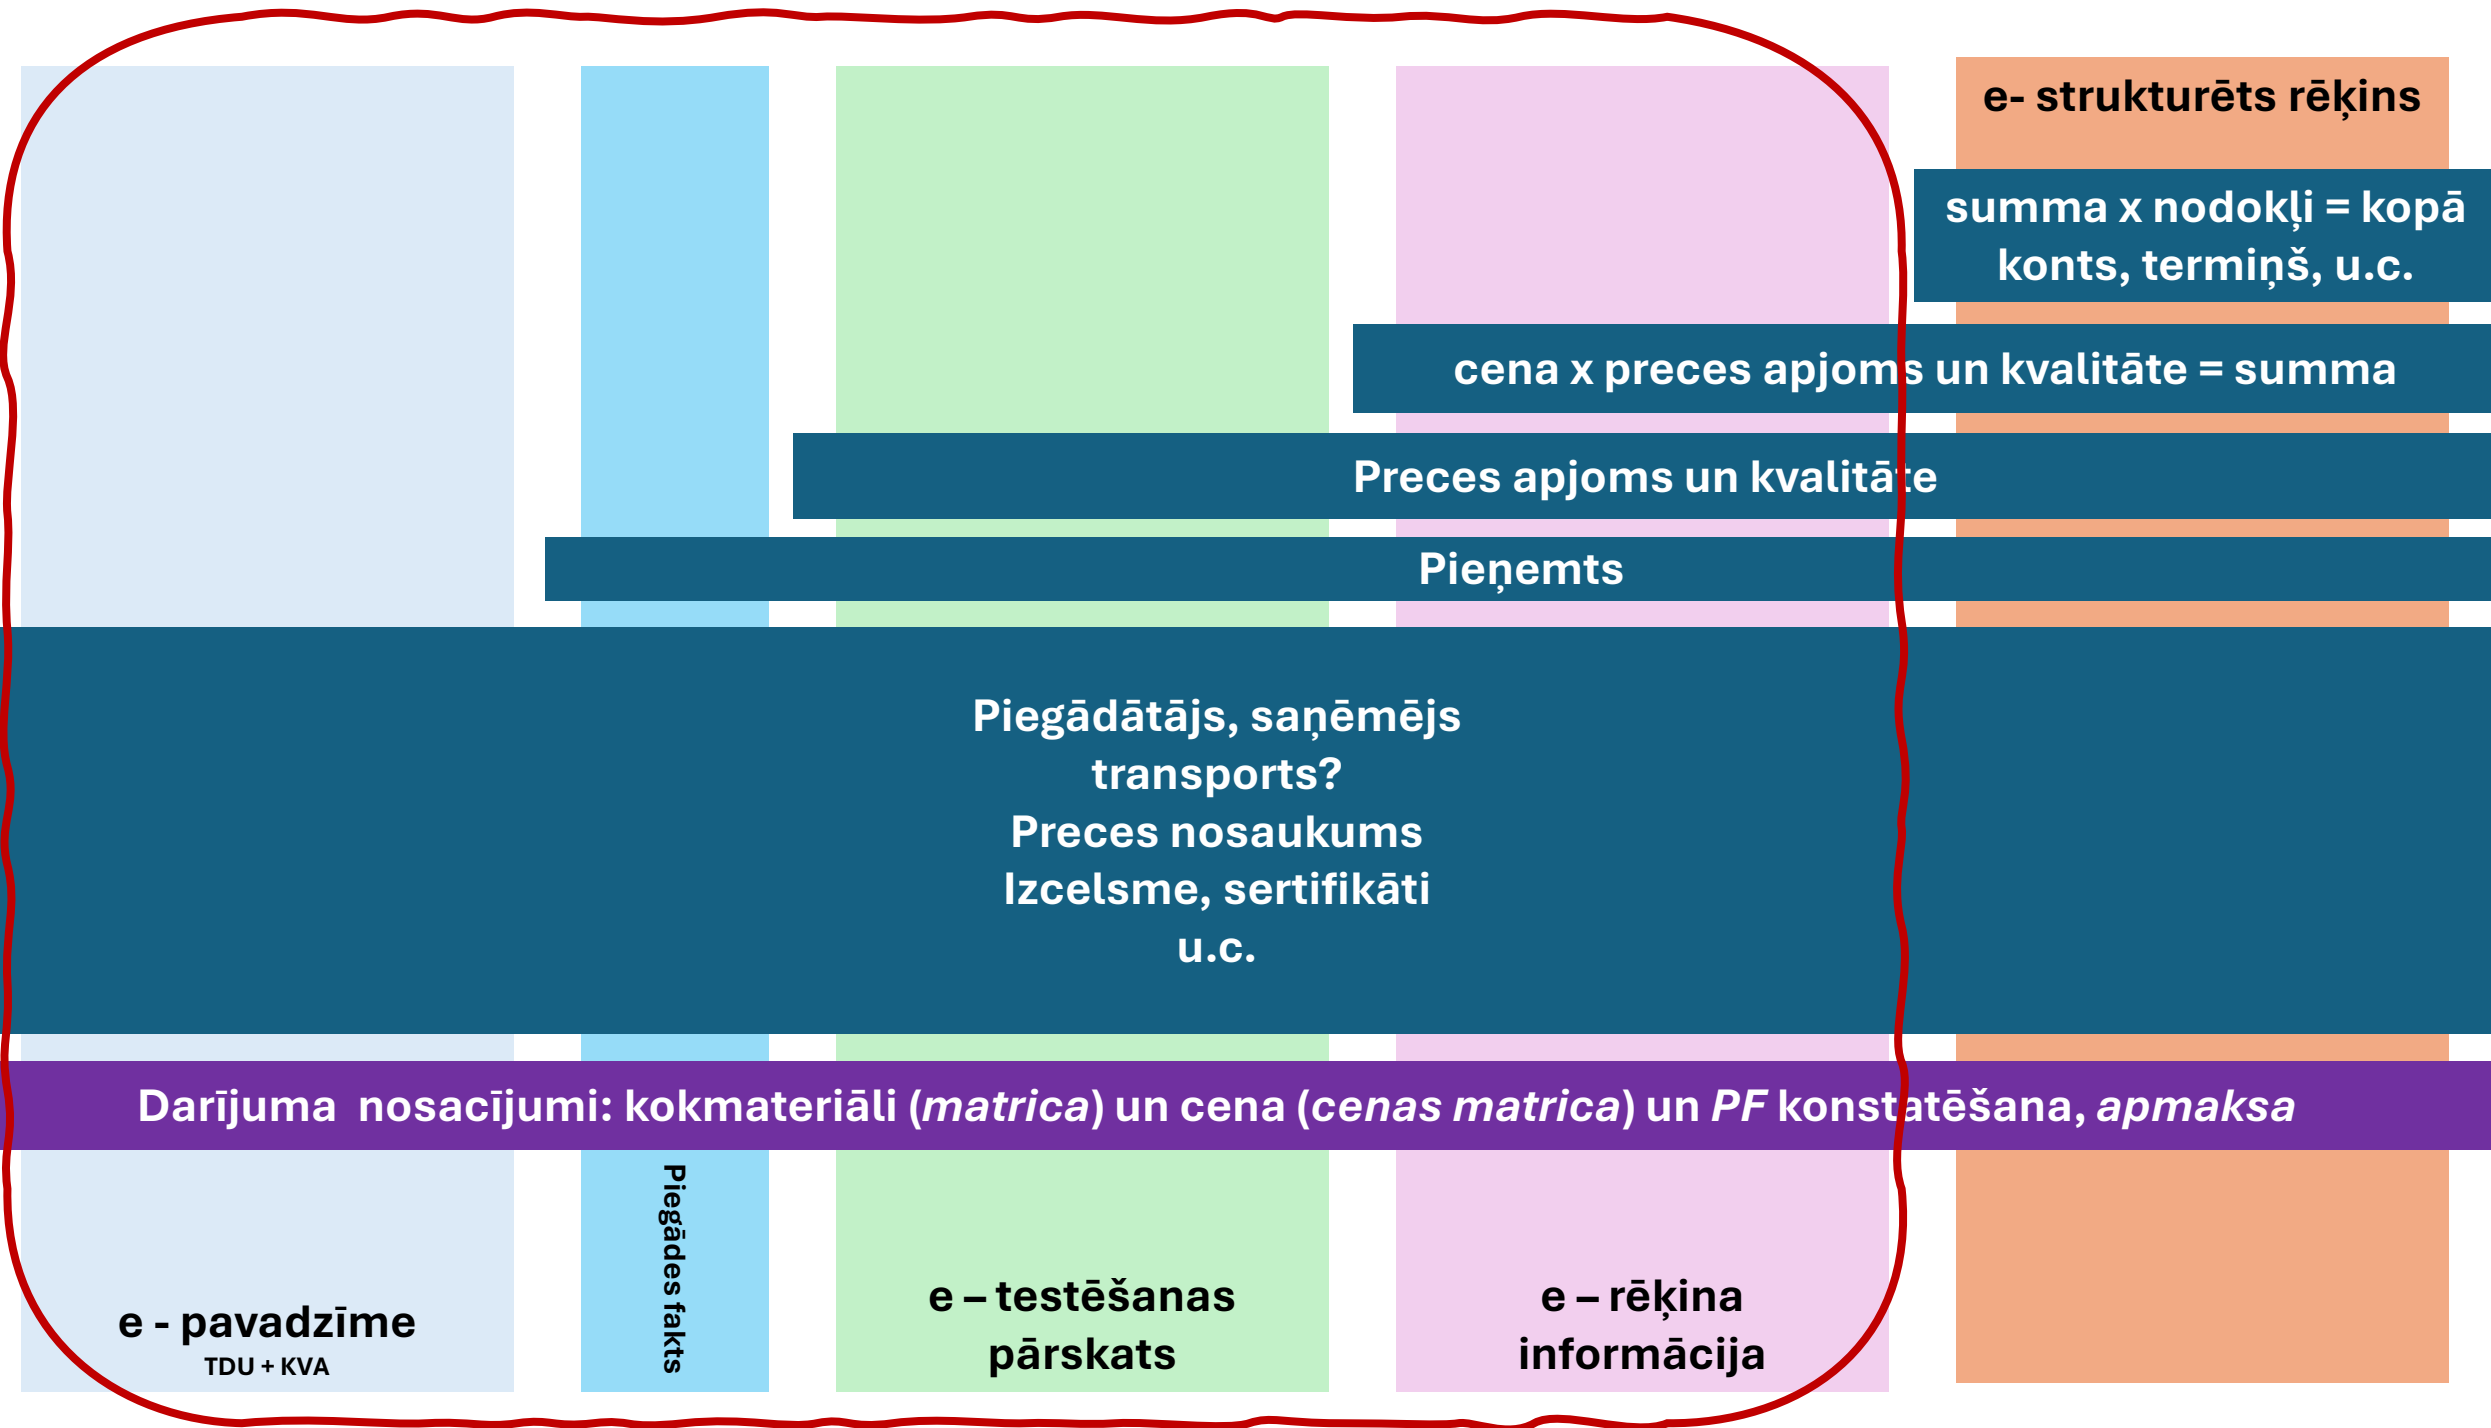 e- strukturēts rēķins
summa x nodokļi = kopā
konts, termiņš, u.c.
cena x preces apjoms un kvalitāte = summa
Preces apjoms un kvalitāte
Pieņemts
Piegādātājs, saņēmējs
transports?
Preces nosaukums
Izcelsme, sertifikāti
u.c.
Darījuma  nosacījumi: kokmateriāli (matrica) un cena (cenas matrica) un PF konstatēšana, apmaksa
e - pavadzīme
TDU + KVA
Piegādes fakts
e – testēšanas
pārskats
e – rēķina
informācija